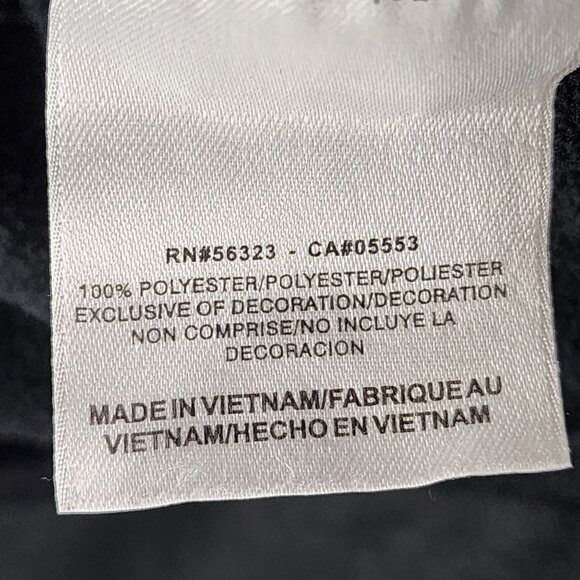 RN#56323 - CA#05553
100% POLYESTER/POLYESTER/POLIESTER
EXCLUSIVE OF DECORATION/DECORATION
NON COMPRISE/NO INCLUYE LA
DECORACION
MADE IN VIETNAM/FABRIQUE AU
VIETNAM/HECHO EN VIETNAM